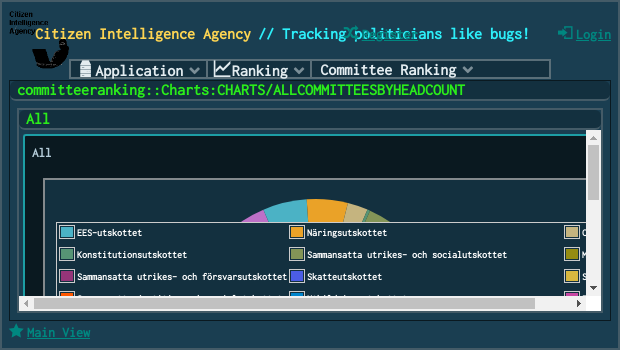 Citizen
Intelligence
Agency
Citizen Intelligence Agency // Tracking politicians like bugs!
Register
Login
Application
Ranking
Committee Ranking
committeeranking::Charts:CHARTS/ALLCOMMITTEESBYHEADCOUNT
All
All
EES-utskottet
Näringsutskottet
Konstitutionsutskottet
Sammansatta utrikes- och socialutskottet
Sammansatta utrikes- och försvarsutskottet
Skatteutskottet
Main View